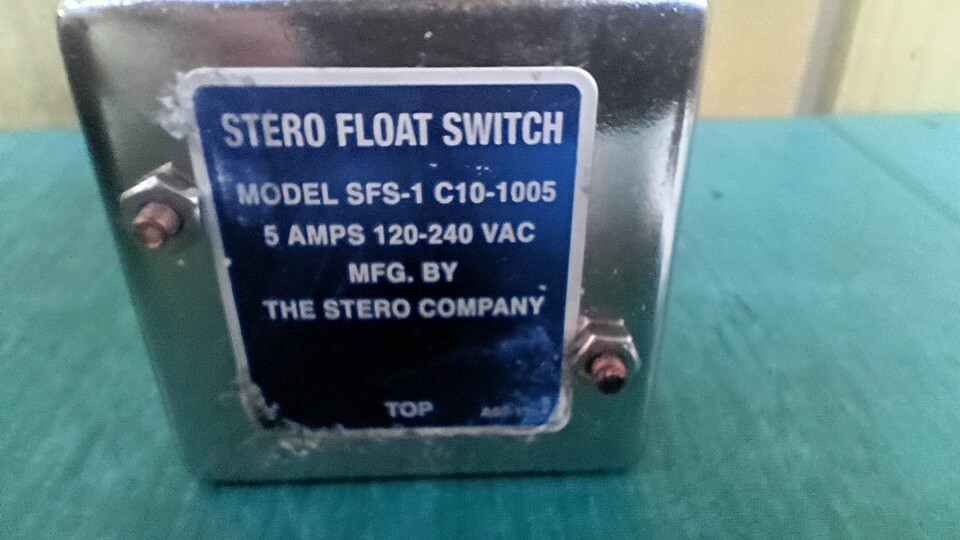 STERO FLOAT SWITCH
MODEL SFS-1 C10-1005
5 AMPS 120-240 VAC
MFG. BY
THE STERO COMPANY
TOP